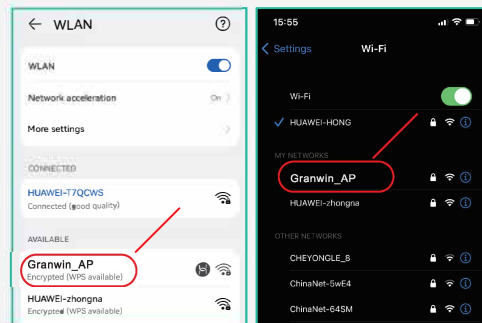 WLAN
WLAN
Network acceleration
On
More settings
CONNECTED
HUAWEI-T7QCWS
Connected (good quality)
AVAILABLE
Granwin_AP
Encrypted (WPS available)
HUAWEI-zhongna
Encrypted (WPS available)
15:55
Settings
Wi-Fi
Wi-Fi
HUAWEI-HONG
MY NETWORKS
Granwin_AP
HUAWEI-zhongna
OTHER NETWORKS
CHEYONGLE_8
ChinaNet-5wE4
ChinaNet-64SM